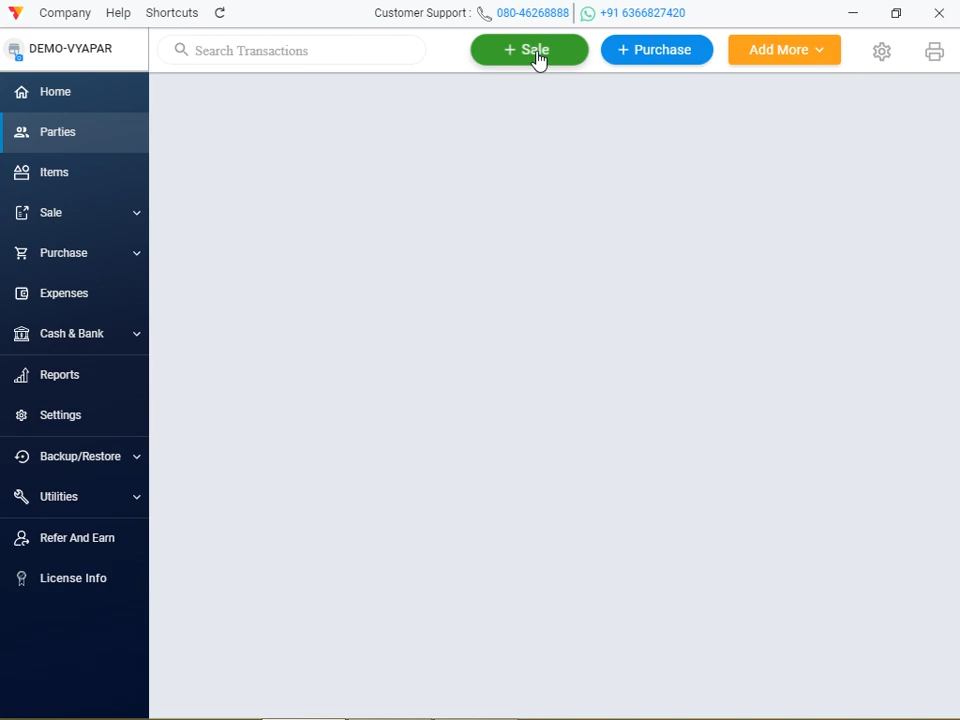 Company Help Shortcuts Customer Support : 080-46268888 +91 6366827420
DEMO-VYAPAR Search Transactions + Sale + Purchase Add More
Home
Parties
Items
Sale
Purchase
Expenses
Cash & Bank
Reports
Settings
Backup/Restore
Utilities
Refer And Earn
License Info